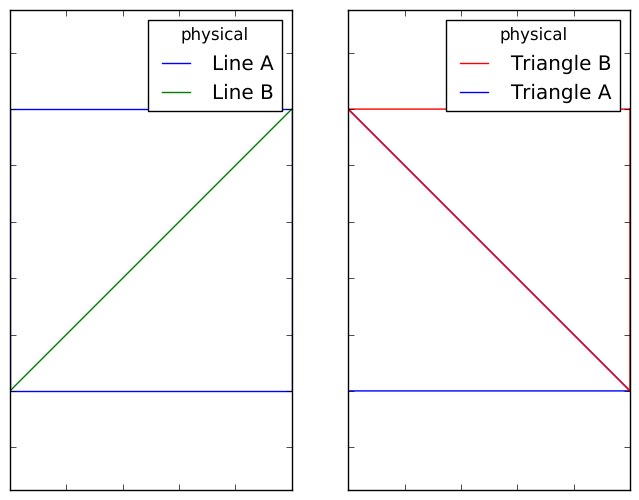 physical
Line A
Line B
physical
Triangle B
Triangle A